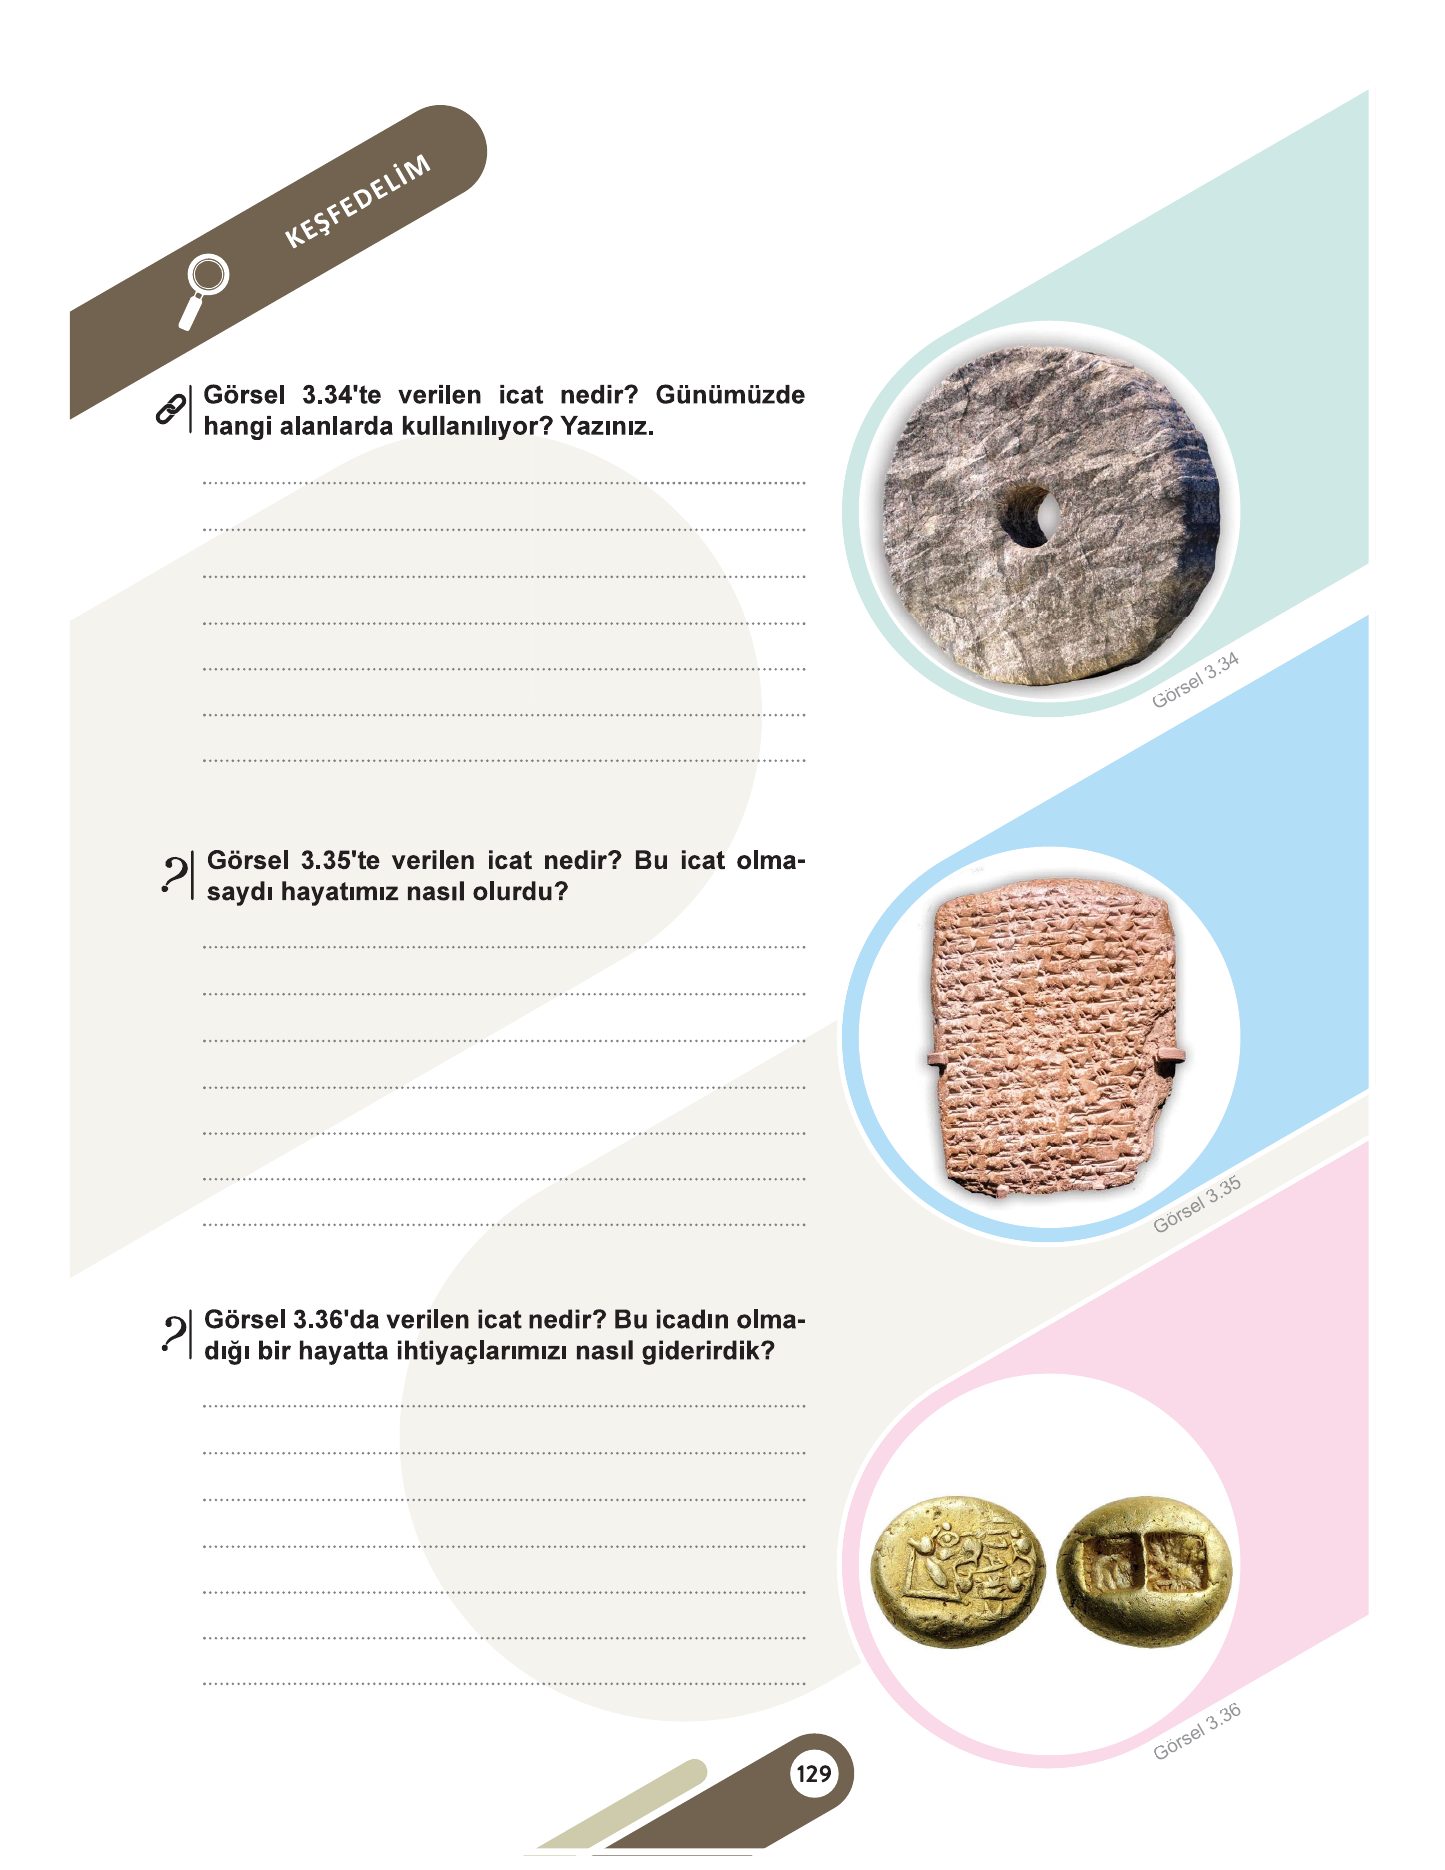 KEŞFEDELİM
Görsel 3.34'te verilen icat nedir? Günümüzde
hangi alanlarda kullanılıyor? Yazınız.
Görsel 3.34
?
Görsel 3.35'te verilen icat nedir? Bu icat olma-
saydı hayatımız nasıl olurdu?
Görsel 3.35
?
Görsel 3.36'da verilen icat nedir? Bu icadın olma-
dığı bir hayatta ihtiyaçlarımızı nasıl giderirdik?
Görsel 3.36
129